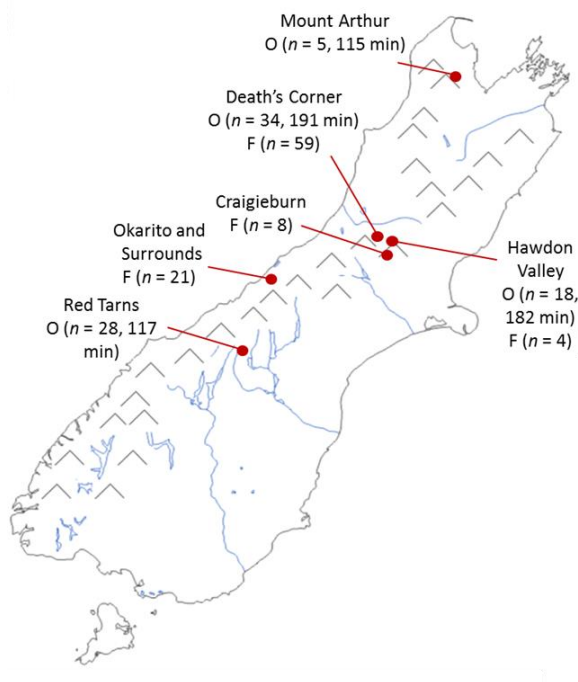 Mount Arthur
O (n = 5, 115 min)
Death's Corner
O (n = 34, 191 min)
F (n = 59)
Craigieburn
F (n = 8)
Okarito and
Surrounds
F (n = 21)
Hawdon
Valley
O (n = 18,
182 min)
F (n = 4)
Red Tarns
O (n = 28, 117
min)